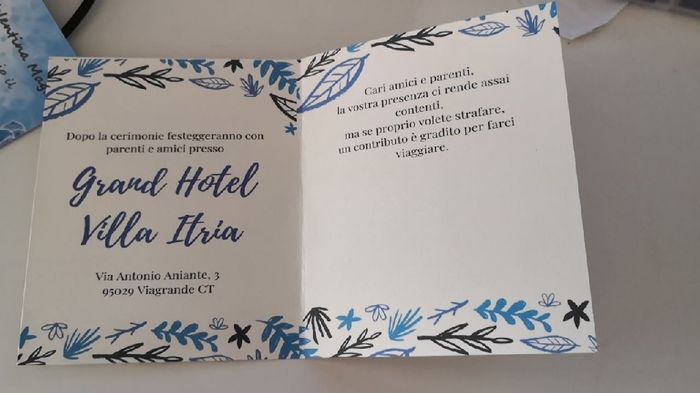 Dopo la cerimonie festeggeranno con
parenti e amici presso
Grand Hotel
Villa Itria
Via Antonio Aniante, 3
95029 Viagrande CT
Cari amici e parenti,
la vostra presenza ci rende assai
contenti,
ma se proprio volete strafare,
un contributo è gradito per farci
viaggiare.